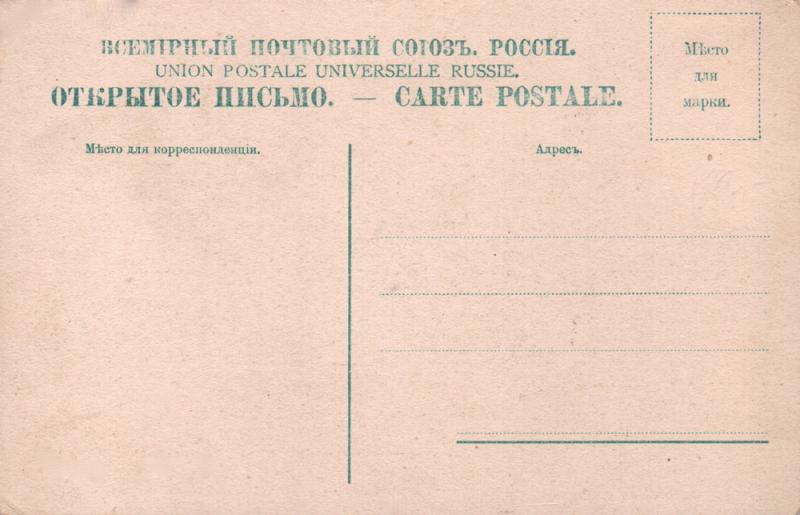 ВСЕМІРНЫЙ ПОЧТОВЫЙ СОЮЗЪ. РОССІЯ.
UNION POSTALE UNIVERSELLE RUSSIE.
ОТКРЫТОЕ ПИСЬМО. — CARTE POSTALE.
Мѣсто
для
марки.
Мѣсто для корреспонденціи.
Адресъ.